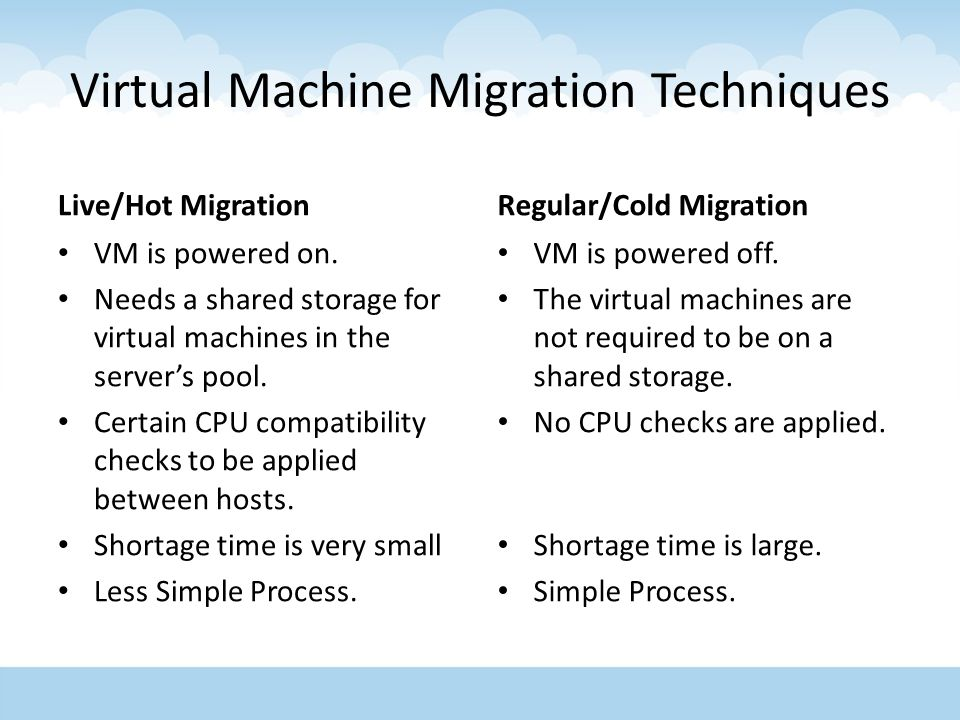 Virtual Machine Migration Techniques
Live/Hot Migration
• VM is powered on.
• Needs a shared storage for
virtual machines in the
server’s pool.
• Certain CPU compatibility
checks to be applied
between hosts.
• Shortage time is very small
• Less Simple Process.
Regular/Cold Migration
• VM is powered off.
• The virtual machines are
not required to be on a
shared storage.
• No CPU checks are applied.
• Shortage time is large.
• Simple Process.